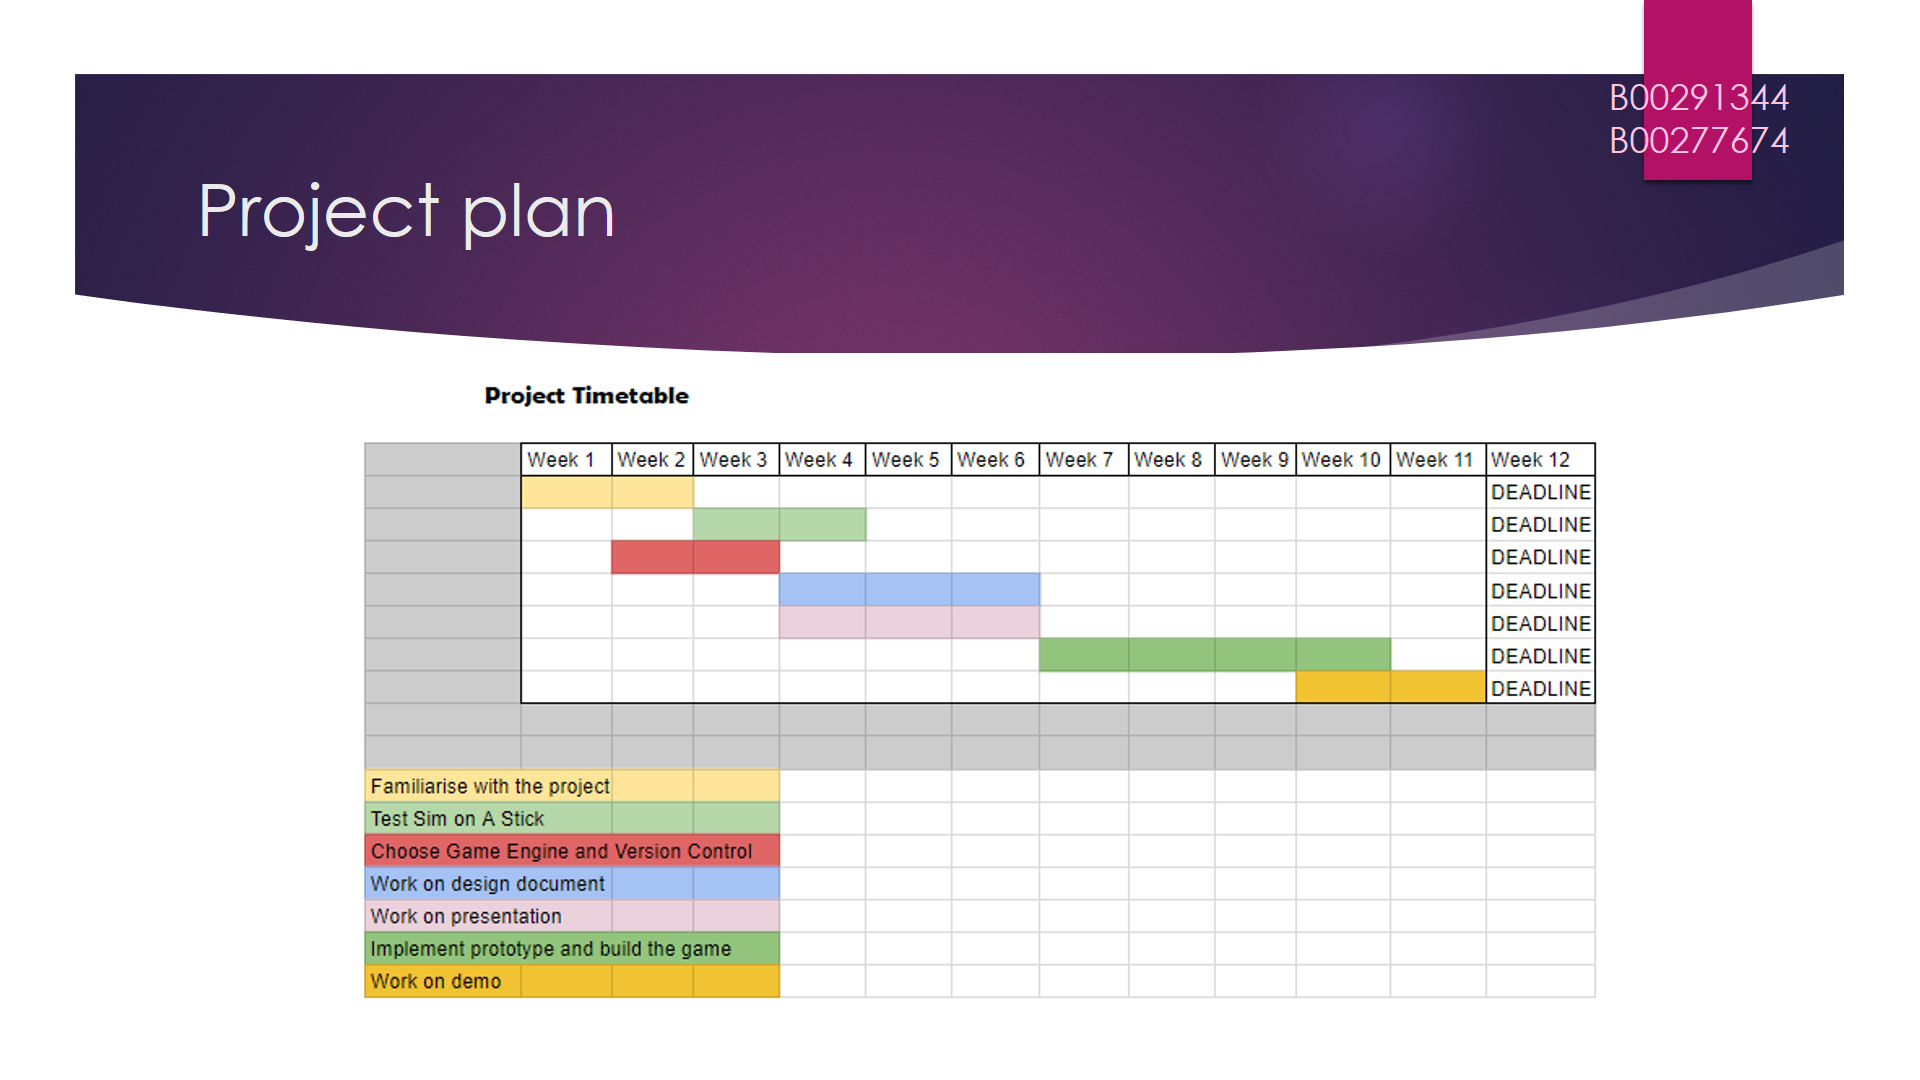 B00291344
B00277674
Project plan
Project Timetable
Week 1 Week 2 Week 3 Week 4 Week 5 Week 6 Week 7 Week 8 Week 9 Week 10 Week 11 Week 12
DEADLINE
DEADLINE
DEADLINE
DEADLINE
DEADLINE
DEADLINE
DEADLINE
Familiarise with the project
Test Sim on A Stick
Choose Game Engine and Version Control
Work on design document
Work on presentation
Implement prototype and build the game
Work on demo